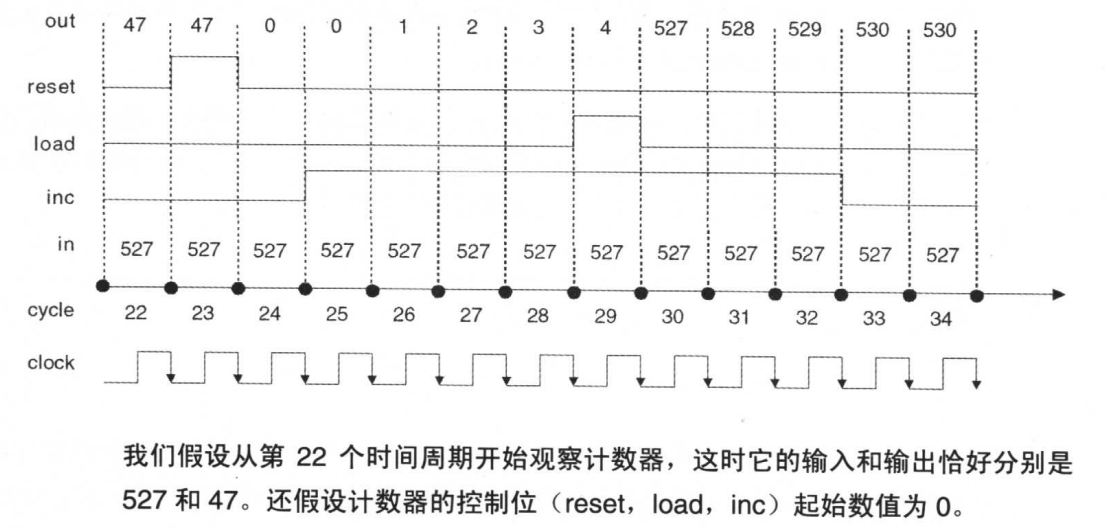 out 47 47 0 0 1 2 3 4 527 528 529 530 530
reset
load
inc
in 527 527 527 527 527 527 527 527 527 527 527 527 527
cycle 22 23 24 25 26 27 28 29 30 31 32 33 34
clock
我们假设从第 22 个时间周期开始观察计数器，这时它的输入和输出恰好分别是
527 和 47。还假设计数器的控制位（reset，load，inc）起始数值为 0。